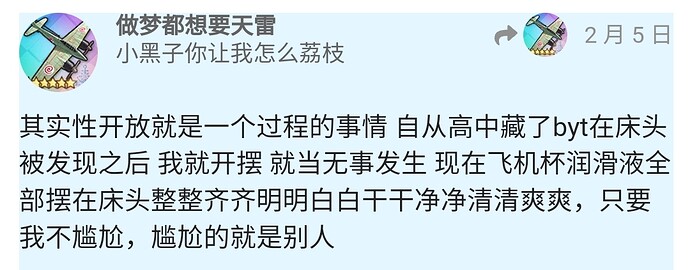 做梦都想要天雷
小黑子你让我怎么荔枝
2 月 5 日
其实性开放就是一个过程的事情 自从高中藏了byt在床头
被发现之后 我就开摆 就当无事发生 现在飞机杯润滑液全
部摆在床头整整齐齐明明白白干干净净清清爽爽，只要
我不尴尬，尴尬的就是别人